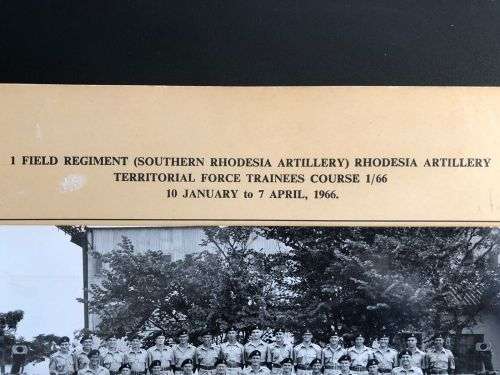 1 FIELD REGIMENT (SOUTHERN RHODESIA ARTILLERY) RHODESIA ARTILLERY
TERRITORIAL FORCE TRAINEES COURSE 1/66
10 JANUARY to 7 APRIL, 1966.